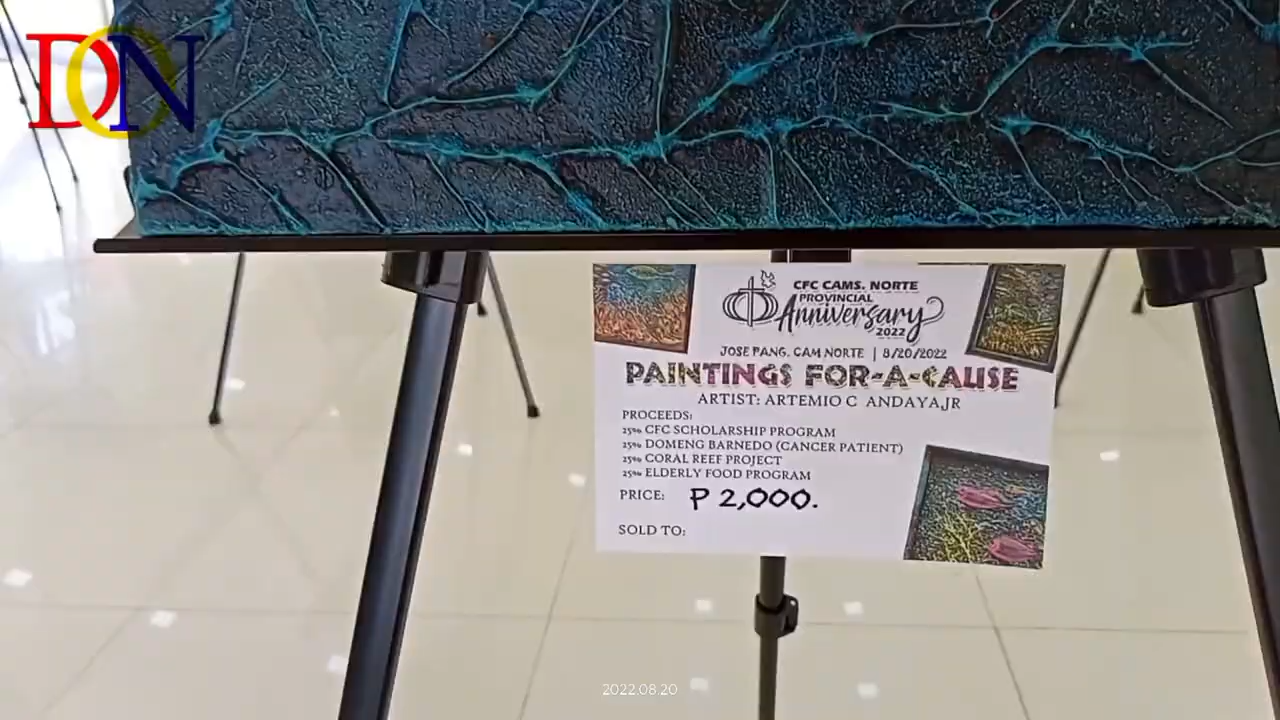 DON
CFC CAMS. NORTE
PROVINCIAL
Anniversary
2022
JOSE PANG. CAM NORTE | 8/20/2022
PAINTINGS FOR-A-CAUSE
ARTIST: ARTEMIO C ANDAYA,JR
PROCEEDS:
25% CFC SCHOLARSHIP PROGRAM
25% DOMENG BARNEDO (CANCER PATIENT)
25% CORAL REEF PROJECT
25% ELDERLY FOOD PROGRAM
PRICE: P 2,000.
SOLD TO:
2022.08.20